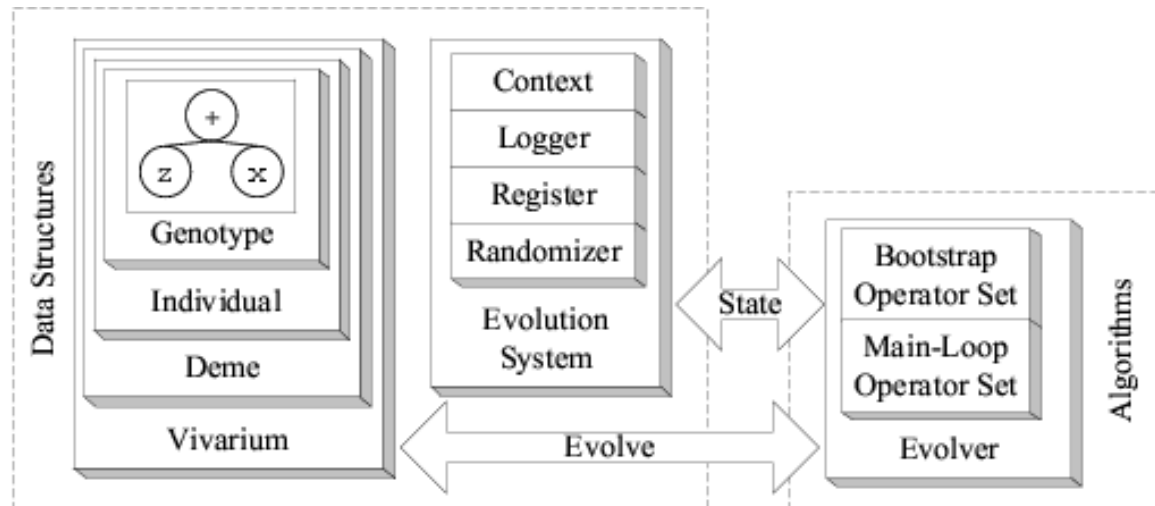 Data Structures
+
z
x
Genotype
Individual
Deme
Vivarium
Context
Logger
Register
Randomizer
Evolution
System
State
Evolve
Bootstrap
Operator Set
Main-Loop
Operator Set
Evolver
Algorithms